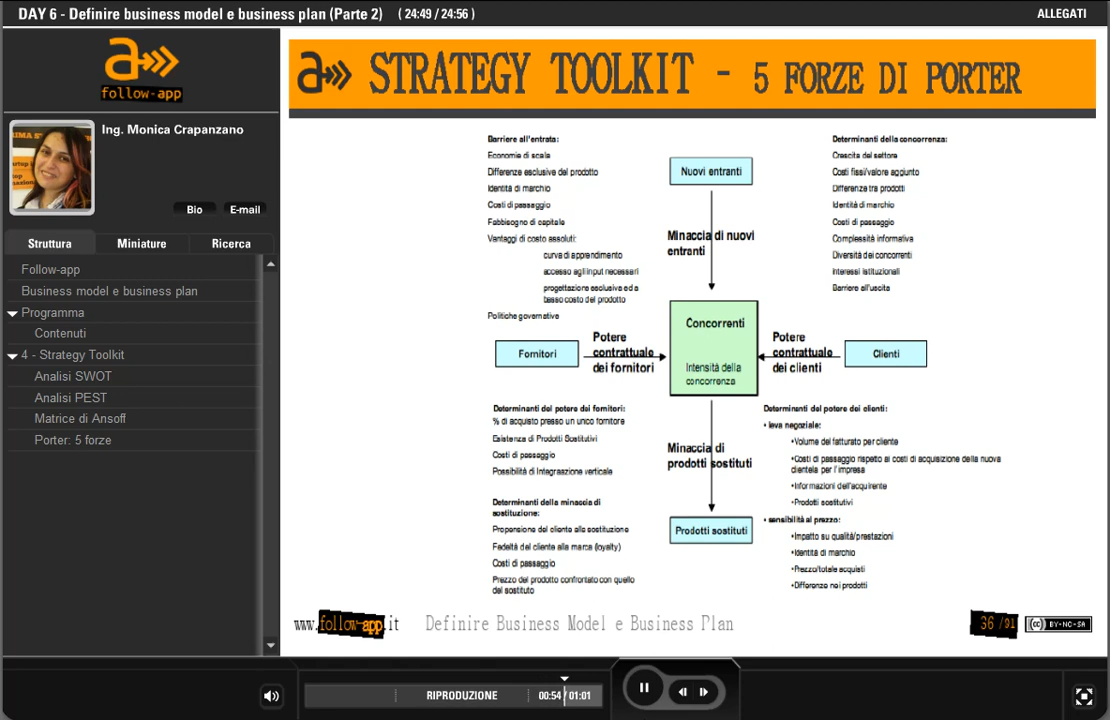 DAY 6 - Definire business model e business plan (Parte 2) ( 24:49 / 24:56 )
ALLEGATI
follow-app
Ing. Monica Crapanzano
Bio
E-mail
Struttura
Miniature
Ricerca
Follow-app
Business model e business plan
Programma
Contenuti
4 - Strategy Toolkit
Analisi SWOT
Analisi PEST
Matrice di Ansoff
Porter: 5 forze
STRATEGY TOOLKIT - 5 FORZE DI PORTER
Barriere all'entrata:
Economie di scala
Differenze esclusive del prodotto
Identità di marchio
Costi di passaggio
Fabbisogno di capitale
Vantaggi di costo assoluti:
curva di apprendimento
accesso agli input necessari
progettazione esclusiva ed a
basso costo del prodotto
Politiche governative
Nuovi entranti
Minaccia di nuovi
entranti
Determinanti della concorrenza:
Crescita del settore
Costi fissi/valore aggiunto
Differenze tra prodotti
Identità di marchio
Costi di passaggio
Complessità informativa
Diversità dei concorrenti
Interessi istituzionali
Barriere all'uscita
Fornitori
Potere
contrattuale
dei fornitori
Concorrenti
Intensità della
concorrenza
Potere
contrattuale
dei clienti
Clienti
Determinanti del potere dei fornitori:
% di acquisto presso un unico fornitore
Esistenza di Prodotti Sostitutivi
Costi di passaggio
Possibilità di Integrazione verticale
Determinanti della minaccia di
sostituzione:
Propensione del cliente alla sostituzione
Fedeltà del cliente alla marca (loyalty)
Costi di passaggio
Prezzo del prodotto confrontato con quello
del sostituto
Minaccia di
prodotti sostituti
Prodotti sostituti
Determinanti del potere dei clienti:
• leva negoziale:
•Volume del fatturato per cliente
•Costi di passaggio rispetto ai costi di acquisizione della nuova
clientela per l'impresa
•Informazioni dell'acquirente
•Prodotti sostitutivi
• sensibilità al prezzo:
•Impatto su qualità/prestazioni
•Identità di marchio
•Prezzo/totale acquisti
•Differenze nei prodotti
www.follow-app.it
Definire Business Model e Business Plan
36 /91
(cc) BY-NC-SA
RIPRODUZIONE
00:54 / 01:01